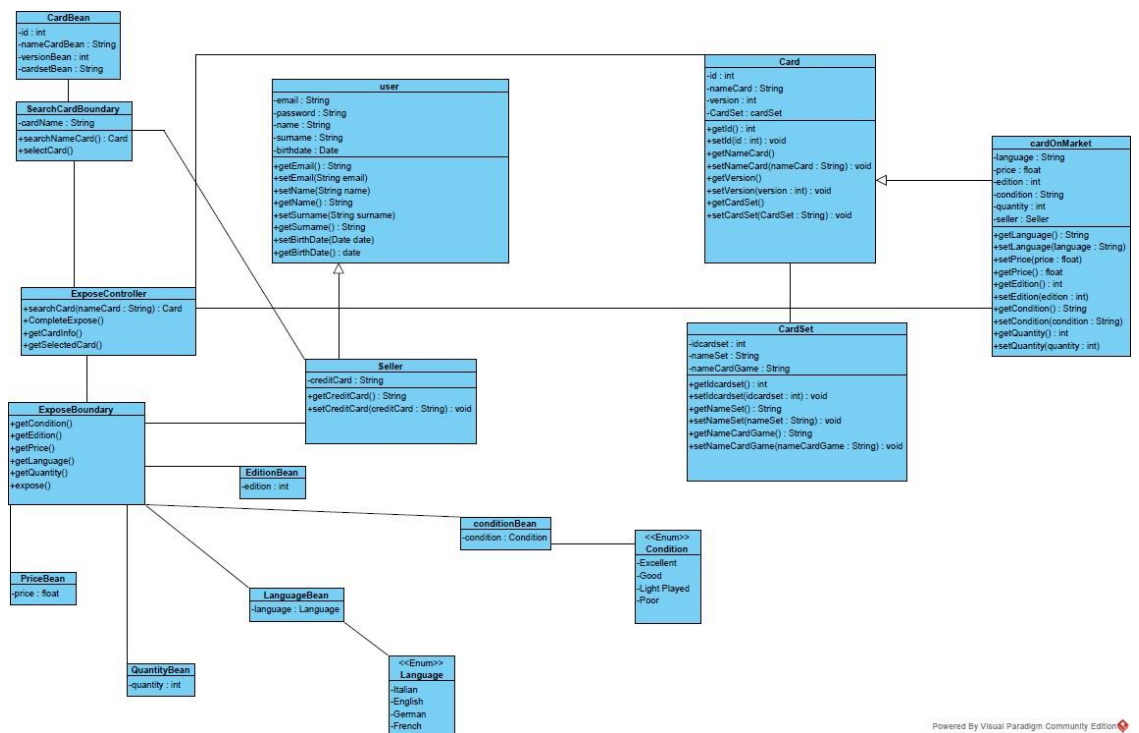 CardBean
-id : int
-nameCardBean : String
-versionBean : int
-cardsetBean : String
SearchCardBoundary
-cardName : String
+searchNameCard() : Card
+selectCard()
user
-email : String
-password : String
-name : String
-surname : String
-birthdate : Date
+getEmail() : String
+setEmail(String email)
+setName(String name)
+getName() : String
+setSurname(String surname)
+getSurname() : String
+setBirthDate(Date date)
+getBirthDate() : date
Card
-id : int
-nameCard : String
-version : int
-CardSet : cardSet
+getId() : int
+setId(id : int) : void
+getNameCard()
+setNameCard(nameCard : String) : void
+getVersion()
+setVersion(version : int) : void
+getCardSet()
+setCardSet(CardSet : String) : void
cardOnMarket
-language : String
-price : float
-edition : int
-condition : String
-quantity : int
-seller : Seller
+getLanguage() : String
+setLanguage(language : String)
+setPrice(price : float)
+getPrice() : float
+getEdition() : int
+setEdition(edition : int)
+getCondition() : String
+setCondition(condition : String)
+getQuantity() : int
+setQuantity(quantity : int)
ExposeController
+searchCard(nameCard : String) : Card
+CompleteExpose()
+getCardInfo()
+getSelectedCard()
CardSet
-idcardset : int
-nameSet : String
-nameCardGame : String
+getIdcardset() : int
+setIdcardset(idcardset : int) : void
+getNameSet() : String
+setNameSet(nameSet : String) : void
+getNameCardGame() : String
+setNameCardGame(nameCardGame : String) : void
Seller
-creditCard : String
+getCreditCard() : String
+setCreditCard(creditCard : String) : void
ExposeBoundary
+getCondition()
+getEdition()
+getPrice()
+getLanguage()
+getQuantity()
+expose()
EditionBean
-edition : int
conditionBean
-condition : Condition
<<Enum>>
Condition
-Excellent
-Good
-Light Played
-Poor
PriceBean
-price : float
LanguageBean
-language : Language
QuantityBean
-quantity : int
<<Enum>>
Language
-Italian
-English
-German
-French
Powered By Visual Paradigm Community Edition